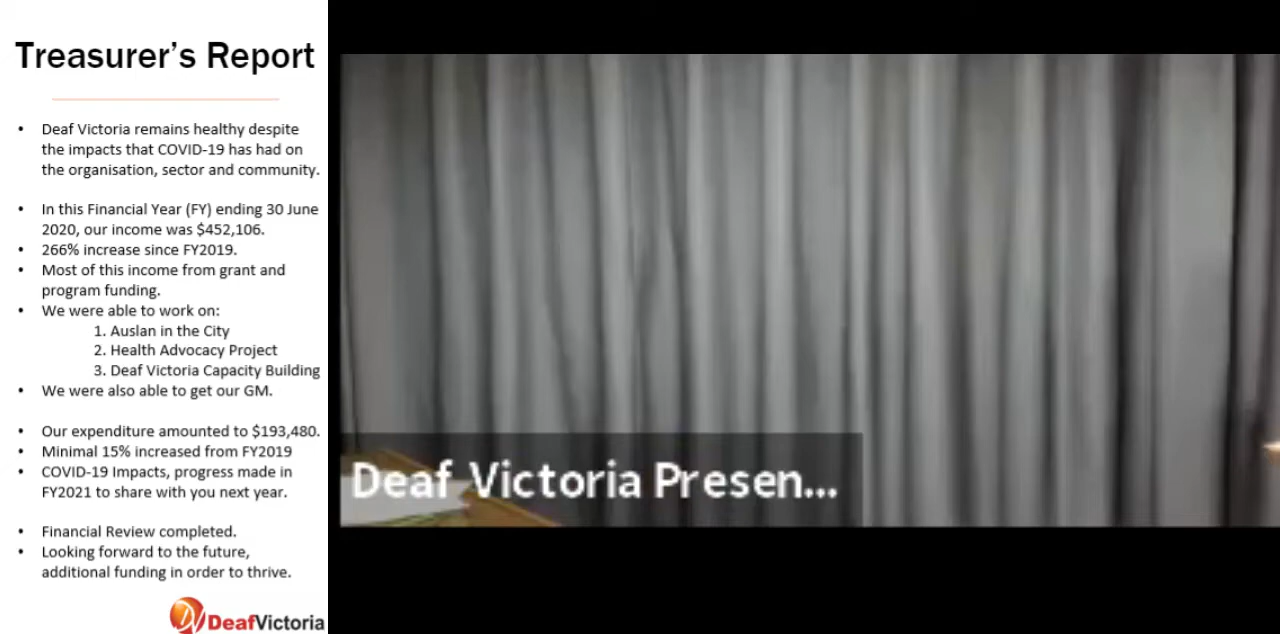 Treasurer's Report
• Deaf Victoria remains healthy despite
the impacts that COVID-19 has had on
the organisation, sector and community.
• In this Financial Year (FY) ending 30 June
2020, our income was $452,106.
• 266% increase since FY2019.
• Most of this income from grant and
program funding.
• We were able to work on:
1. Auslan in the City
2. Health Advocacy Project
3. Deaf Victoria Capacity Building
• We were also able to get our GM.
• Our expenditure amounted to $193,480.
• Minimal 15% increased from FY2019
• COVID-19 Impacts, progress made in
FY2021 to share with you next year.
• Financial Review completed.
• Looking forward to the future,
additional funding in order to thrive.
DeafVictoria
Deaf Victoria Presen...